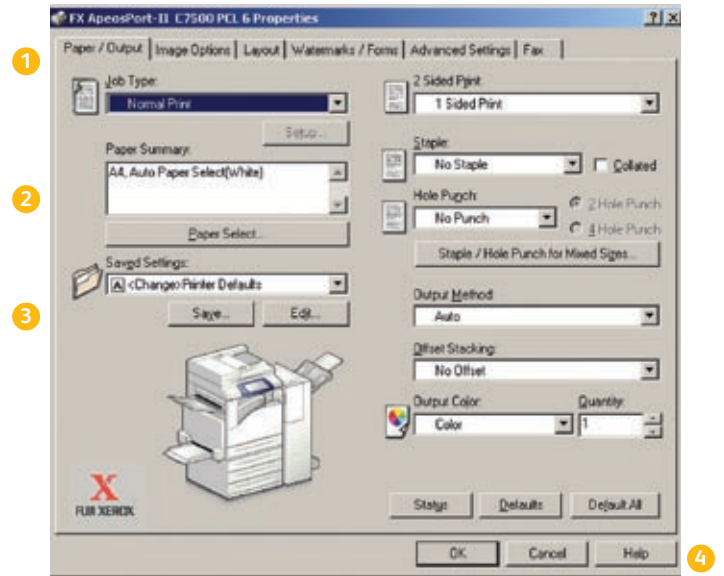 FX ApeosPort-II C7500 PCL 6 Properties
? X
1
Paper / Output Image Options Layout Watermarks / Forms Advanced Settings Fax
Job Type:
Normal Print
Setup...
Paper Summary:
A4, Auto Paper Select(White)
2
Paper Select...
Saved Settings:
A <Change> Printer Defaults
3
Save... Edit...
X
FUJI XEROX
2 Sided Print:
1 Sided Print
Staple:
No Staple
Collated
Hole Punch:
No Punch
2 Hole Punch
4 Hole Punch
Staple / Hole Punch for Mixed Sizes...
Output Method:
Auto
Offset Stacking:
No Offset
Output Color:
Color
Quantity:
1
Status Defaults Default All
OK Cancel Help
4